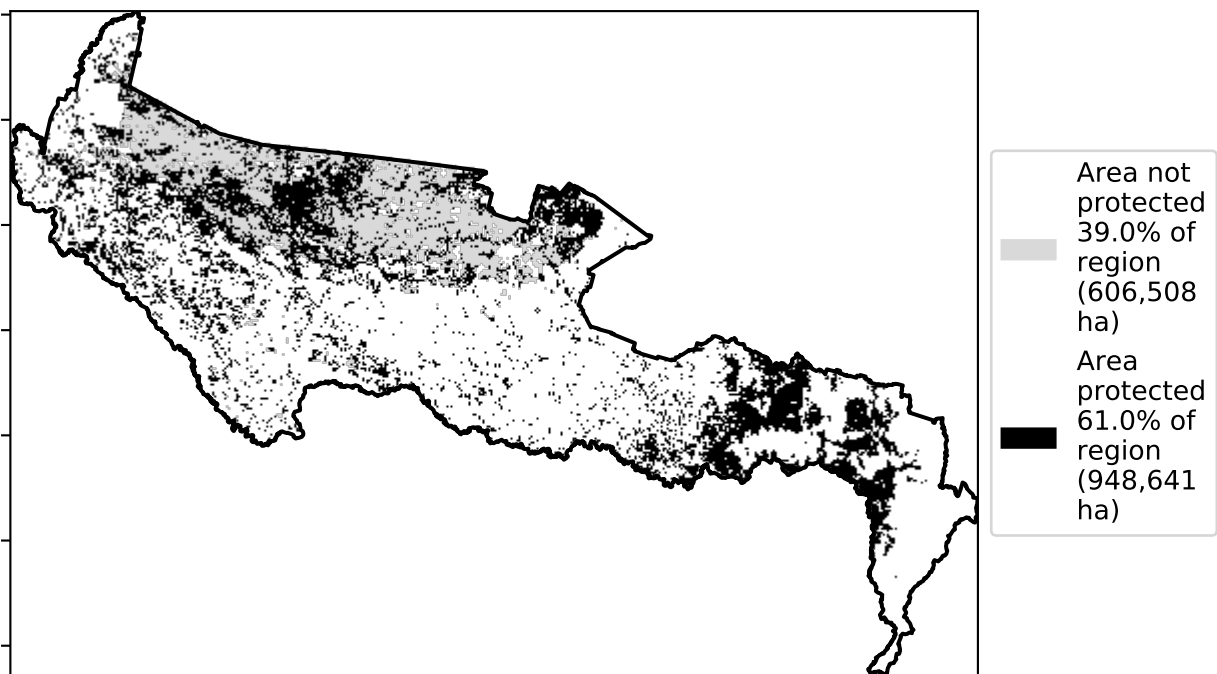 Area not
protected
39.0% of
region
(606,508
ha)
Area
protected
61.0% of
region
(948,641
ha)